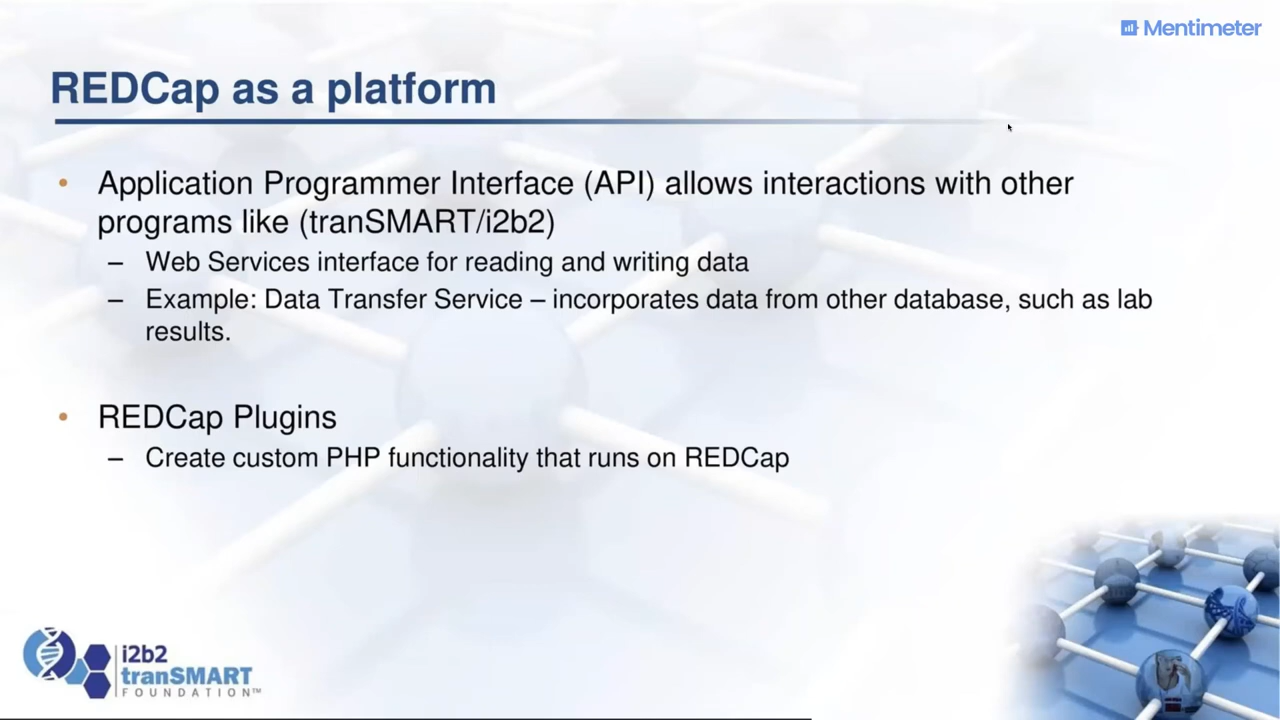 Mentimeter
REDCap as a platform
• Application Programmer Interface (API) allows interactions with other
programs like (tranSMART/i2b2)
– Web Services interface for reading and writing data
– Example: Data Transfer Service – incorporates data from other database, such as lab
results.
• REDCap Plugins
– Create custom PHP functionality that runs on REDCap
i2b2
tranSMART
FOUNDATION™